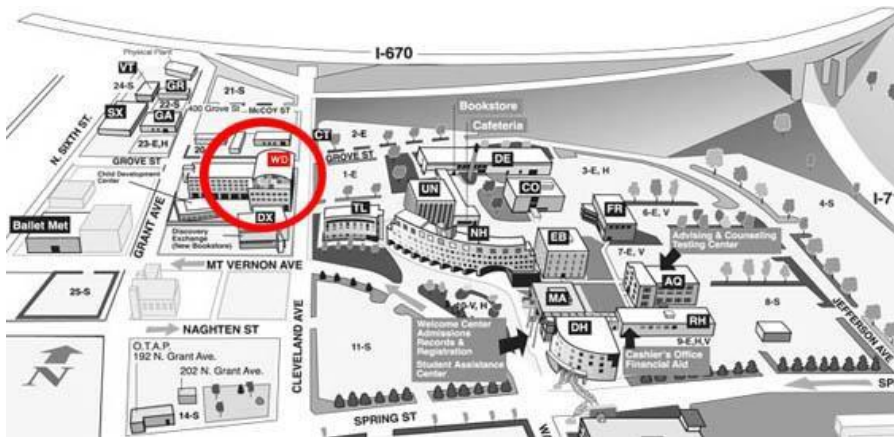 I-670
Physical Plant
VT
24-S
GR
22-S
21-S
400 Grove St
McCOY ST
SX
GA
23-E,H
N. SIXTH ST.
GROVE ST
Child Development
Center
WD
CT
2-E
GROVE ST
1-E
Bookstore
Cafeteria
DE
3-E, H
UN
CO
4-S
I-7
FR
6-E, V
TL
NH
EB
7-E, V
Advising & Counseling
Testing Center
Ballet Met
GRANT AVE
DX
Discovery
Exchange
(New Bookstore)
MT VERNON AVE
AQ
MA
8-S
25-S
NAGHTEN ST
CLEVELAND AVE
JEFFERSON AVE
Welcome Center
Admissions
Records &
Registration
Student Assistance
Center
DH
RH
9-E,H,V
Cashier's Office
Financial Aid
11-S
N
O.T.A.P.
192 N. Grant Ave.
202 N. Grant Ave.
14-S
SPRING ST
SP